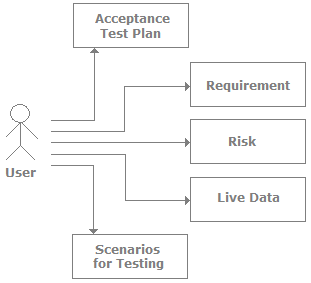 Acceptance
Test Plan
Requirement
Risk
User
Live Data
Scenarios
for Testing